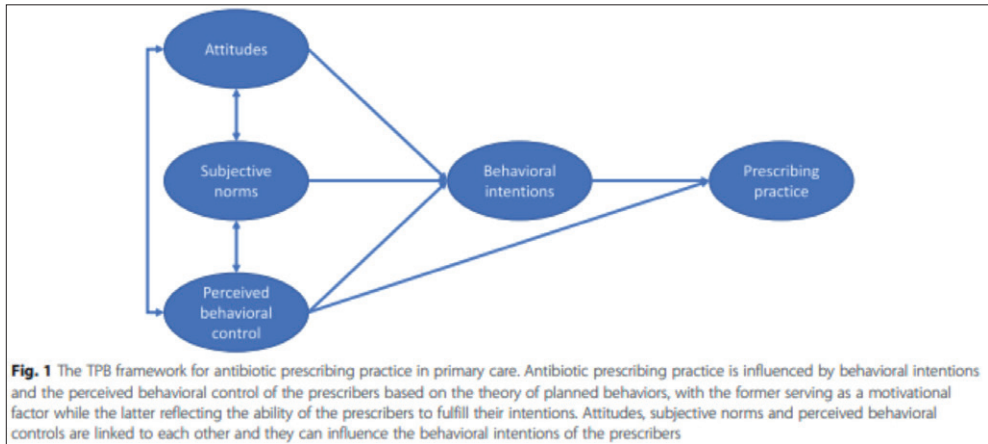 Attitudes
Subjective
norms
Behavioral
intentions
Prescribing
practice
Perceived
behavioral
control
Fig. 1 The TPB framework for antibiotic prescribing practice in primary care. Antibiotic prescribing practice is influenced by behavioral intentions
and the perceived behavioral control of the prescribers based on the theory of planned behaviors, with the former serving as a motivational
factor while the latter reflecting the ability of the prescribers to fulfill their intentions. Attitudes, subjective norms and perceived behavioral
controls are linked to each other and they can influence the behavioral intentions of the prescribers